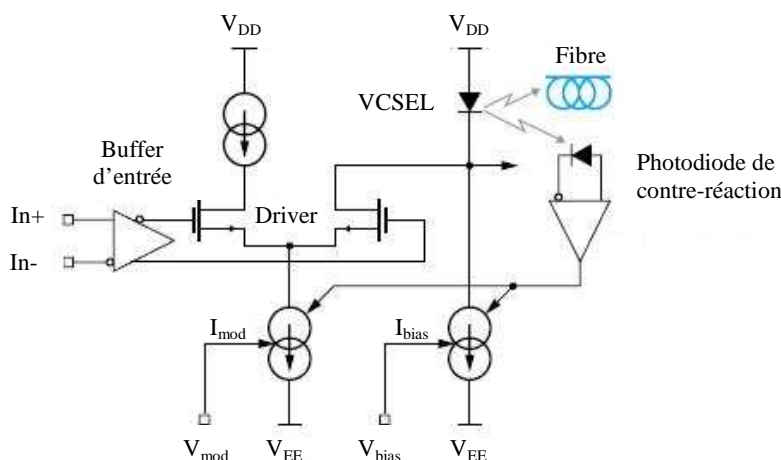 V_DD
V_DD
Fibre
VCSEL
Buffer
d'entrée
Photodiode de
contre-réaction
In+
Driver
In-
I_mod
I_bias
V_mod
V_EE
V_bias
V_EE